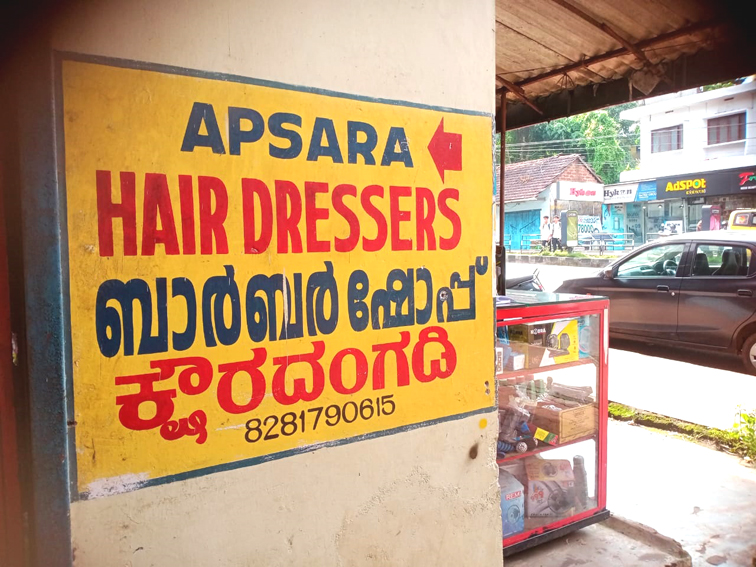 APSARA
HAIR DRESSERS
ബാർബർ ഷോപ്പ്
ಕ್ಷೌರದಂಗಡಿ
8281790615
AdSPOt